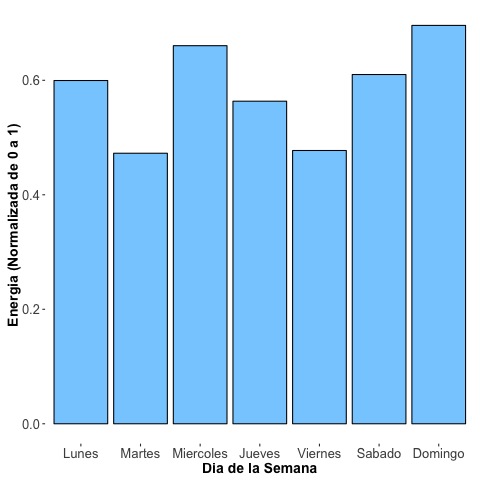 Energia (Normalizada de 0 a 1)
0.6
0.4
0.2
0.0
Lunes Martes Miercoles Jueves Viernes Sabado Domingo
Dia de la Semana